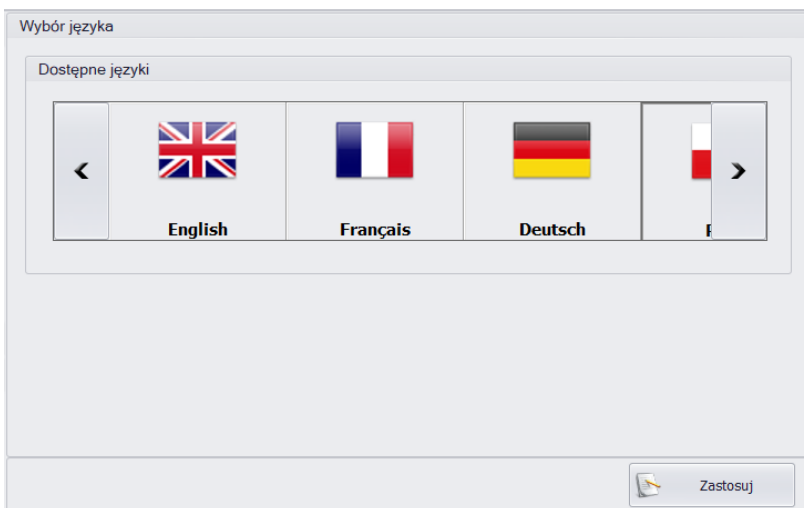 Wybór języka
Dostępne języki
English
Français
Deutsch
Zastosuj